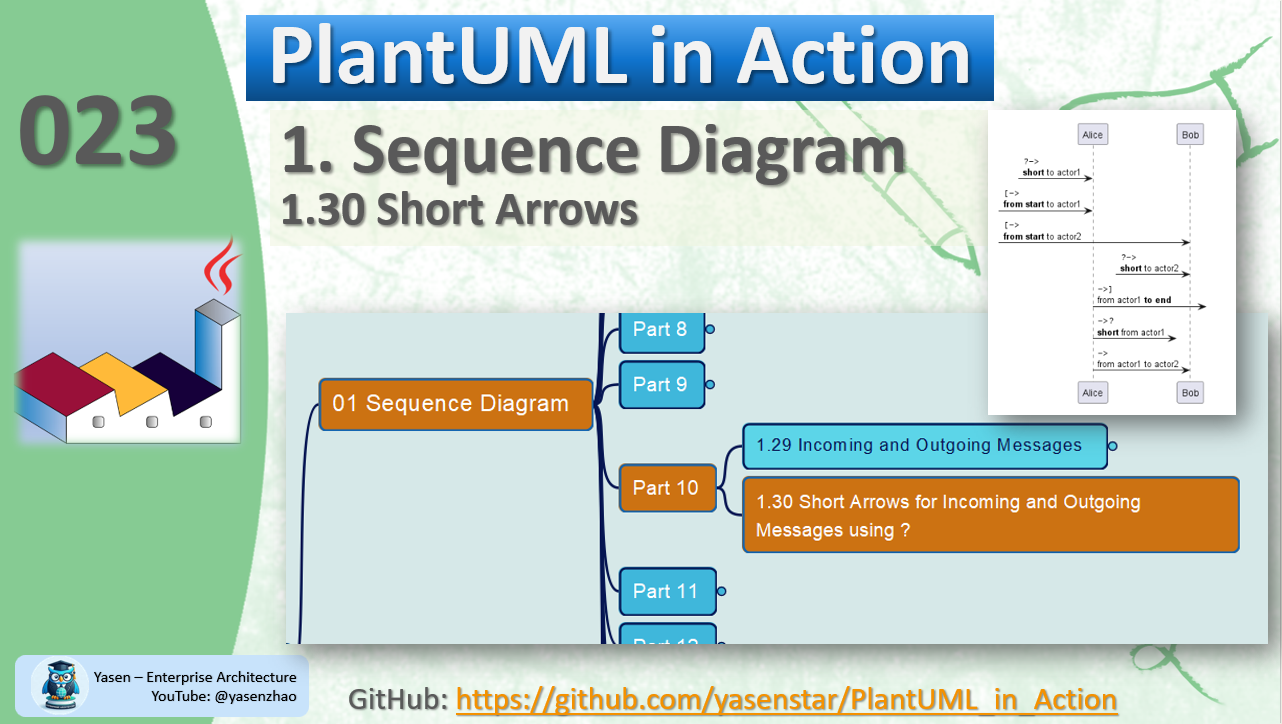 PlantUML in Action
023
1. Sequence Diagram
1.30 Short Arrows
Alice Bob
?->
short to actor1
[->
from start to actor1
[->
from start to actor2
?->
short to actor2
->]
from actor1 to end
->?
short from actor1
->
from actor1 to actor2
Alice Bob
Part 8
Part 9
01 Sequence Diagram
1.29 Incoming and Outgoing Messages
Part 10
1.30 Short Arrows for Incoming and Outgoing
Messages using ?
Part 11
Part 12
Yasen – Enterprise Architecture
YouTube: @yasenzhao
GitHub: https://github.com/yasenstar/PlantUML_in_Action